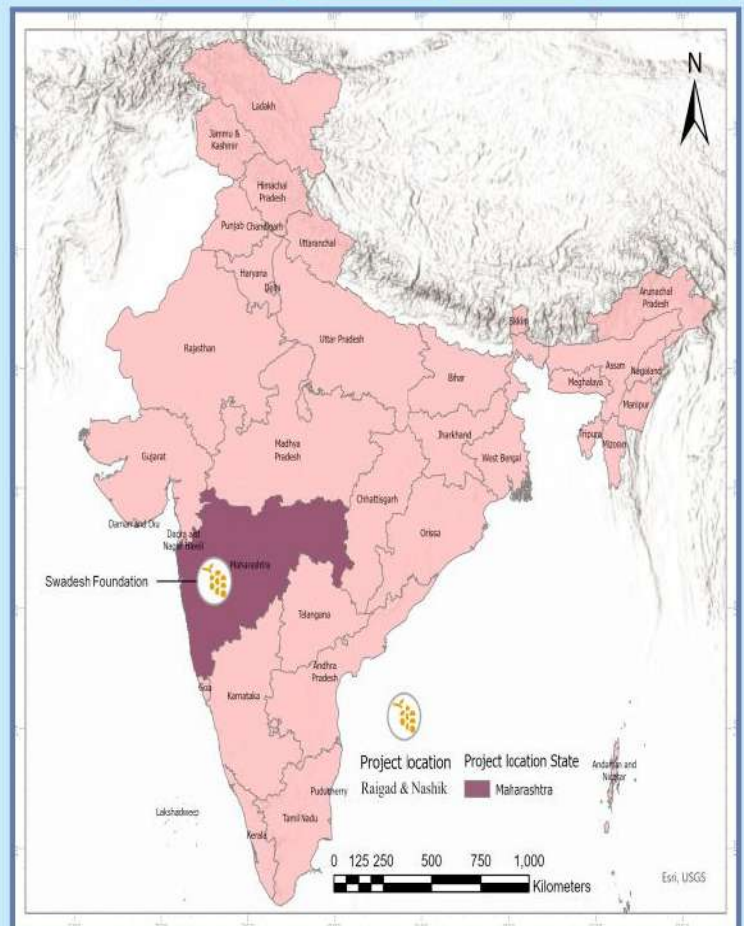 N
Ladakh
Jammu &
Kashmir
Himachal
Pradesh
Punjab
Chandigarh
Uttaranchal
Haryana
Delhi
Arunachal
Pradesh
Sikkim
Rajasthan
Uttar Pradesh
Assam
Nagaland
Bihar
Meghalaya
Manipur
Jharkhand
Tripura
Mizoram
Gujarat
Madhya
Pradesh
West Bengal
Chhattisgarh
Daman and Diu
Orissa
Dadra and
Nagar Haveli
Maharashtra
Swadesh Foundation
Telangana
Goa
Andhra
Pradesh
Karnataka
Project location
Raigad & Nashik
Project location State
Maharashtra
Andaman and
Nicobar
Puducherry
Lakshadweep
Tamil Nadu
Kerala
0 125 250 500 750 1,000
Kilometers
Esri, USGS